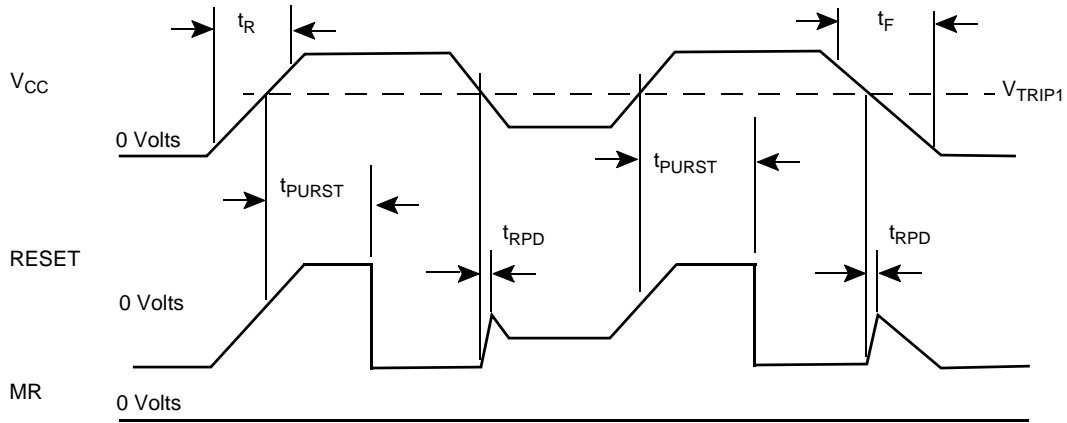 tR
tF
VCC
VTRIP1
0 Volts
tPURST
tPURST
tRPD
tRPD
RESET
0 Volts
MR
0 Volts